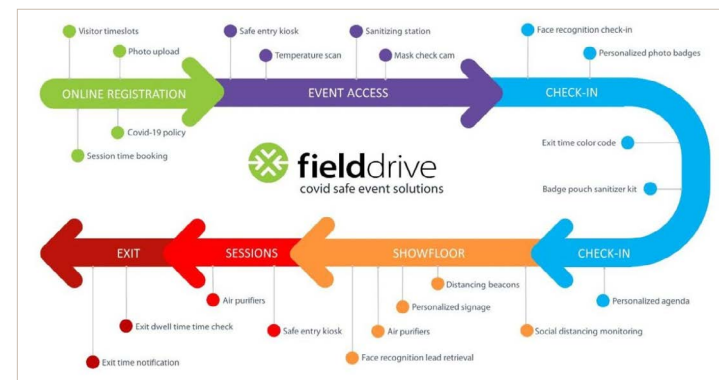 Visitor timeslots
Photo upload
Safe entry kiosk
Temperature scan
Sanitizing station
Mask check cam
Face recognition check-in
Personalized photo badges
ONLINE REGISTRATION
EVENT ACCESS
CHECK-IN
Covid-19 policy
Session time booking
Exit time color code
Badge pouch sanitizer kit
fielddrive
covid safe event solutions
EXIT
SESSIONS
SHOWFLOOR
CHECK-IN
Distancing beacons
Air purifiers
Personalized signage
Personalized agenda
Exit dwell time time check
Safe entry kiosk
Air purifiers
Social distancing monitoring
Exit time notification
Face recognition lead retrieval